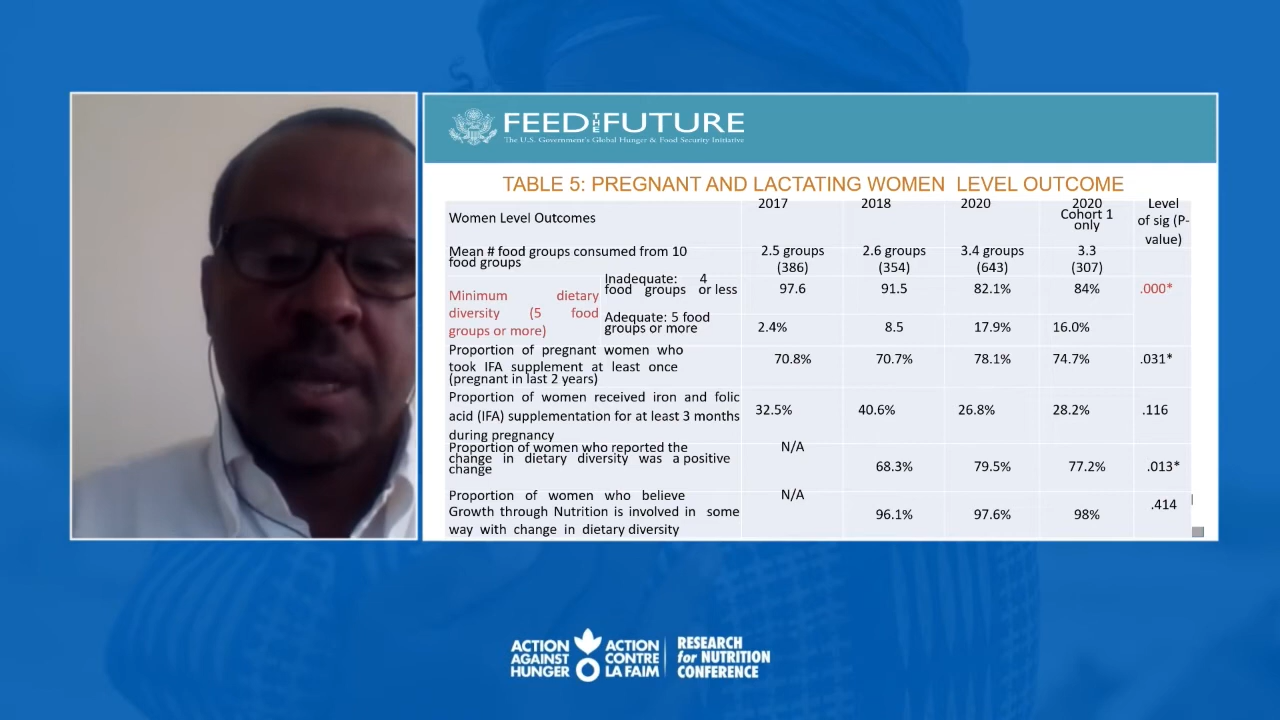 FEED THE FUTURE
The U.S. Government's Global Hunger & Food Security Initiative
TABLE 5: PREGNANT AND LACTATING WOMEN LEVEL OUTCOME
Women Level Outcomes
2017
2018
2020
2020
Cohort 1
only
Level
of sig (P-
value)
Mean # food groups consumed from 10
food groups
2.5 groups
(386)
2.6 groups
(354)
3.4 groups
(643)
3.3
(307)
Minimum dietary
diversity (5 food
groups or more)
Inadequate: 4
food groups or less
97.6
91.5
82.1%
84%
.000*
Adequate: 5 food
groups or more
2.4%
8.5
17.9%
16.0%
Proportion of pregnant women who
took IFA supplement at least once
(pregnant in last 2 years)
70.8%
70.7%
78.1%
74.7%
.031*
Proportion of women received iron and folic
acid (IFA) supplementation for at least 3 months
during pregnancy
32.5%
40.6%
26.8%
28.2%
.116
Proportion of women who reported the
change in dietary diversity was a positive
change
N/A
68.3%
79.5%
77.2%
.013*
Proportion of women who believe
Growth through Nutrition is involved in some
way with change in dietary diversity
N/A
96.1%
97.6%
98%
.414
ACTION
AGAINST
HUNGER
ACTION
CONTRE
LA FAIM
RESEARCH
for NUTRITION
CONFERENCE